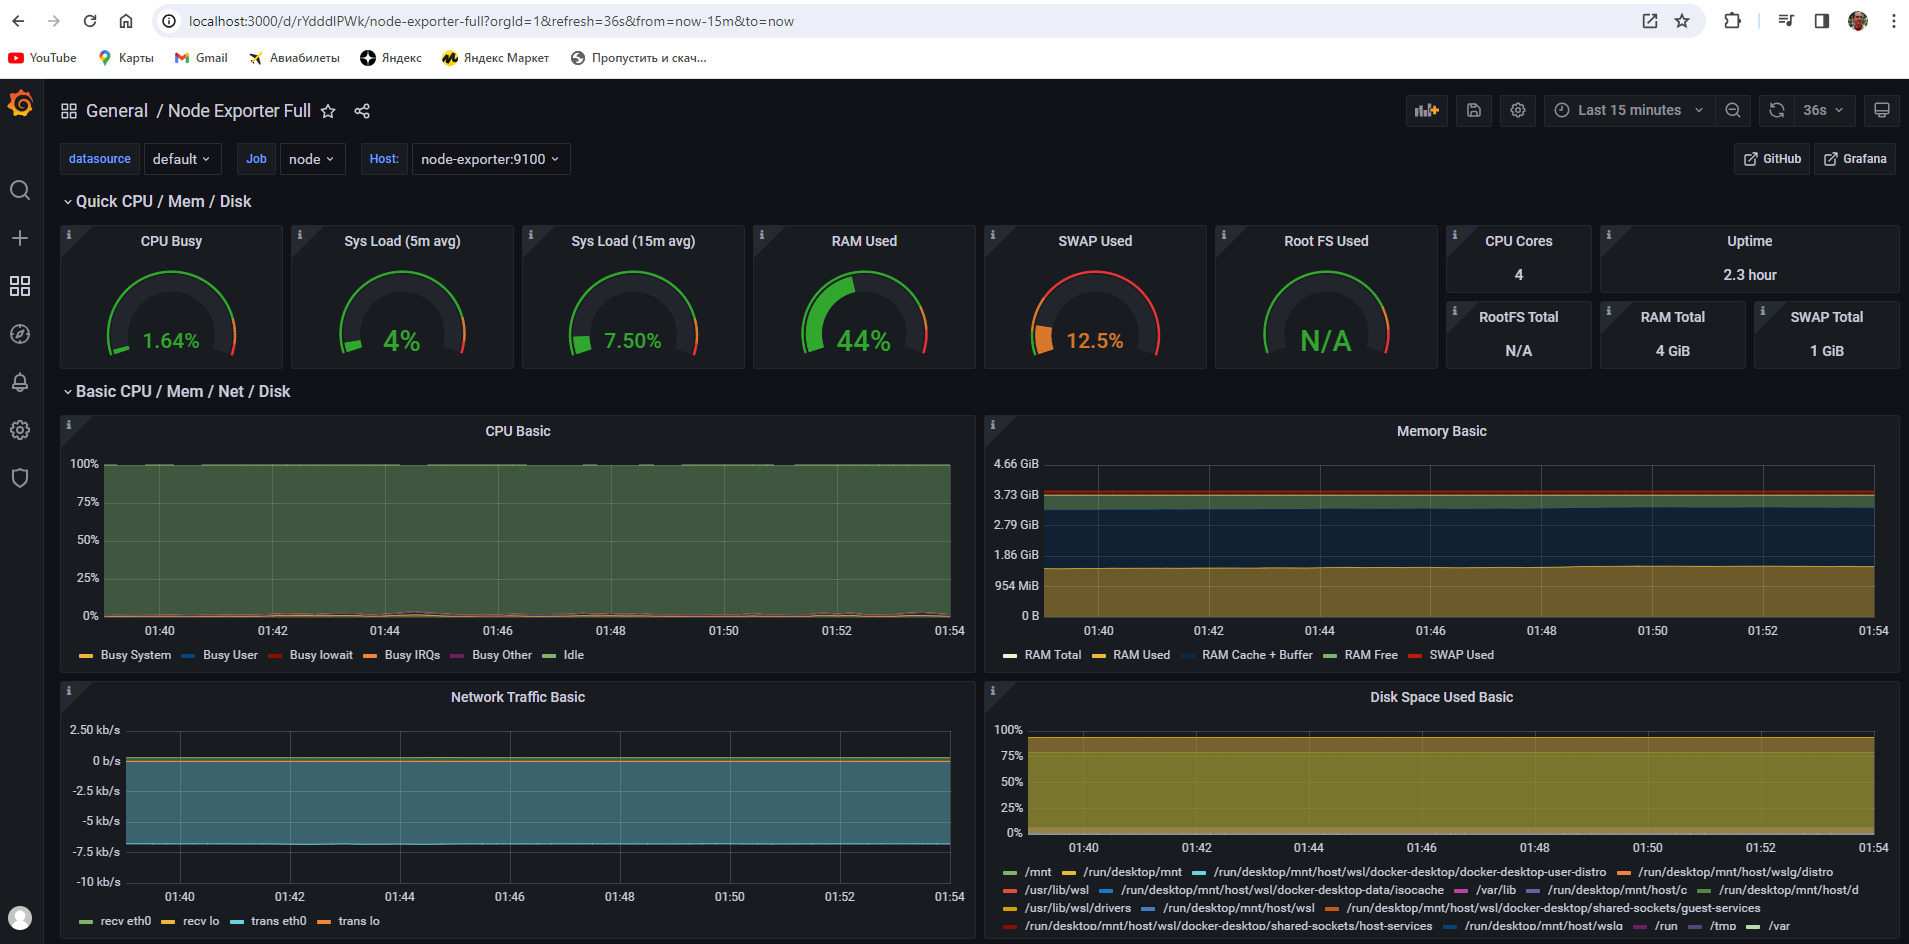 localhost:3000/d/rYdddlPWk/node-exporter-full?orgId=1&refresh=36s&from=now-15m&to=now
YouTube Карты Gmail Авиабилеты Яндекс Яндекс Маркет Пропустить и скач...
General / Node Exporter Full Last 15 minutes 36s
datasource default Job node Host: node-exporter:9100 GitHub Grafana
Quick CPU / Mem / Disk
CPU Busy Sys Load (5m avg) Sys Load (15m avg) RAM Used SWAP Used Root FS Used CPU Cores Uptime
4 2.3 hour
RootFS Total RAM Total SWAP Total
1.64% 4% 7.50% 44% 12.5% N/A N/A 4 GiB 1 GiB
Basic CPU / Mem / Net / Disk
CPU Basic
100%
75%
50%
25%
0%
01:40 01:42 01:44 01:46 01:48 01:50 01:52 01:54
Busy System Busy User Busy Iowait Busy IRQs Busy Other Idle
Memory Basic
4.66 GiB
3.73 GiB
2.79 GiB
1.86 GiB
954 MiB
0 B
01:40 01:42 01:44 01:46 01:48 01:50 01:52 01:54
RAM Total RAM Used RAM Cache + Buffer RAM Free SWAP Used
Network Traffic Basic
2.50 kb/s
0 b/s
-2.5 kb/s
-5 kb/s
-7.5 kb/s
-10 kb/s
01:40 01:42 01:44 01:46 01:48 01:50 01:52 01:54
recv eth0 recv lo trans eth0 trans lo
Disk Space Used Basic
100%
75%
50%
25%
0%
01:40 01:42 01:44 01:46 01:48 01:50 01:52 01:54
/mnt /run/desktop/mnt /run/desktop/mnt/host/wsl/docker-desktop/docker-desktop-user-distro /run/desktop/mnt/host/wslg/distro
/usr/lib/wsl /run/desktop/mnt/host/wsl/docker-desktop-data/isocache /var/lib /run/desktop/mnt/host/c /run/desktop/mnt/host/d
/usr/lib/wsl/drivers /run/desktop/mnt/host/wsl /run/desktop/mnt/host/wsl/docker-desktop/shared-sockets/guest-services
/run/desktop/mnt/host/wsl/docker-desktop/shared-sockets/host-services /run/desktop/mnt/host/wslg /run /tmp /var